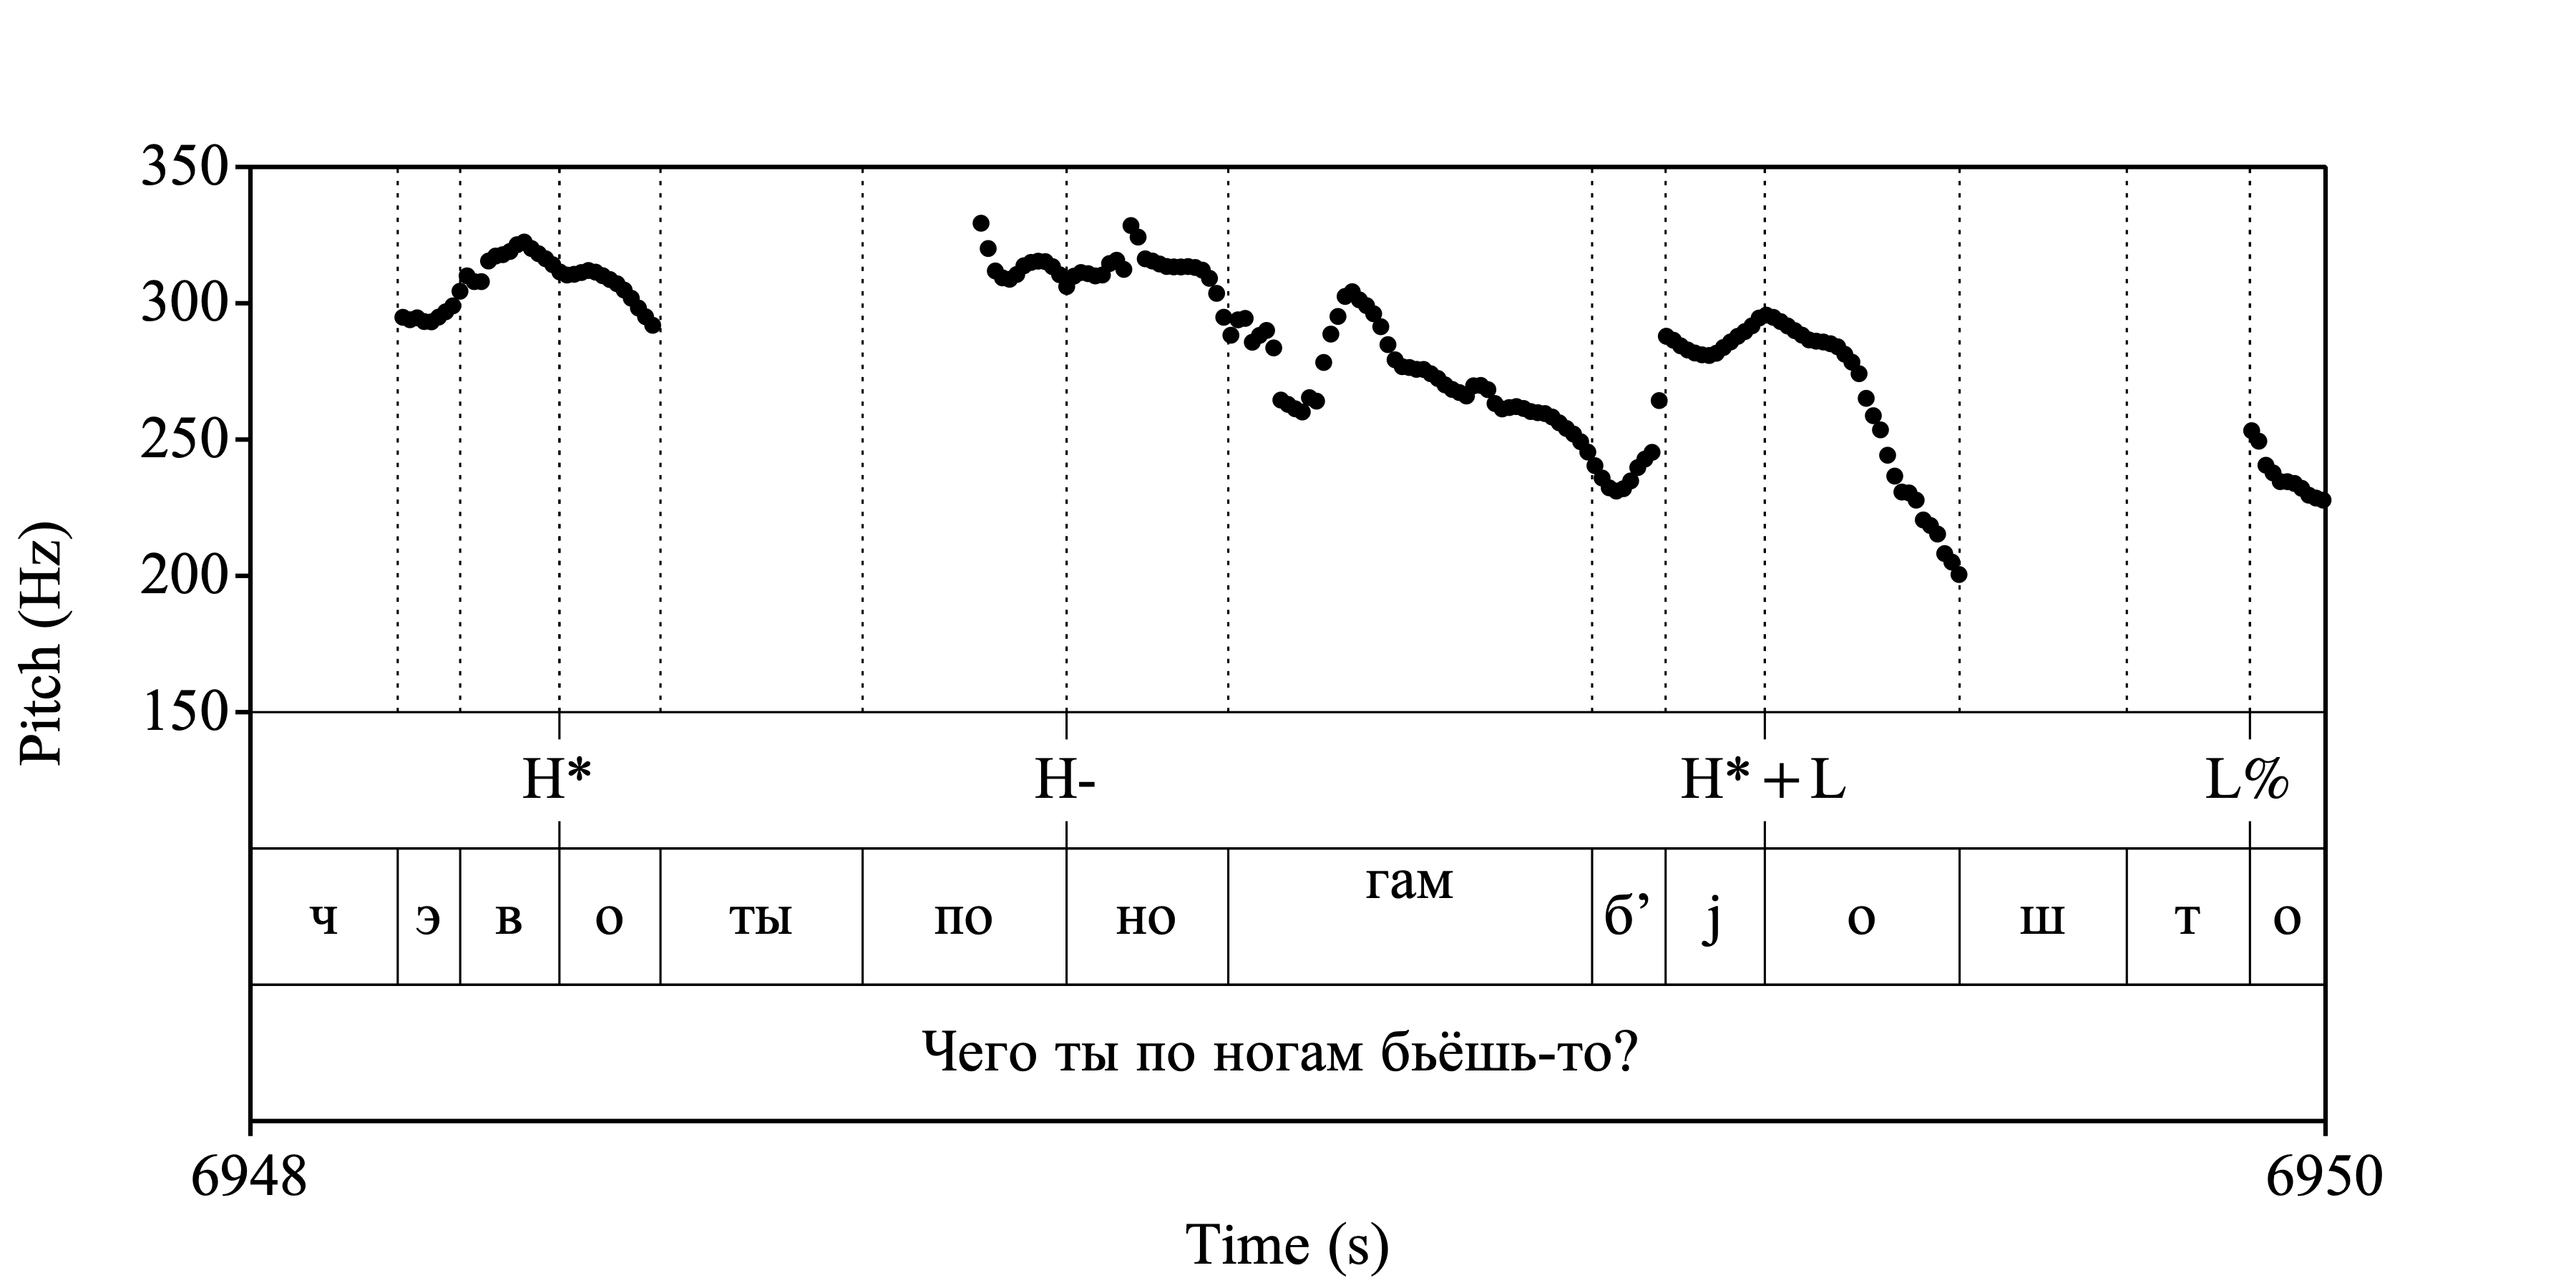 350
300
250
200
150
Pitch (Hz)
H* H- H* + L L%
ч э в о ты по но гам б’ j о ш т о
Чего ты по ногам бьёшь-то?
6948 6950
Time (s)